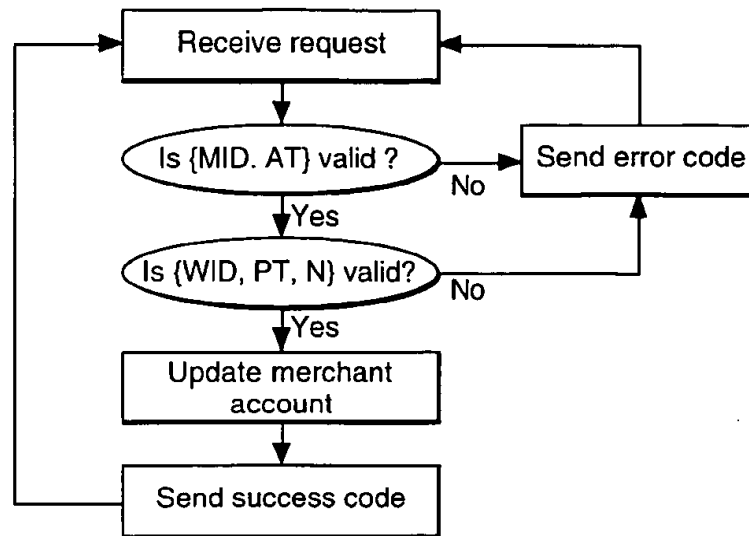 Receive request
Is {MID. AT} valid ?
No
Send error code
Yes
Is {WID, PT, N} valid?
No
Yes
Update merchant
account
Send success code